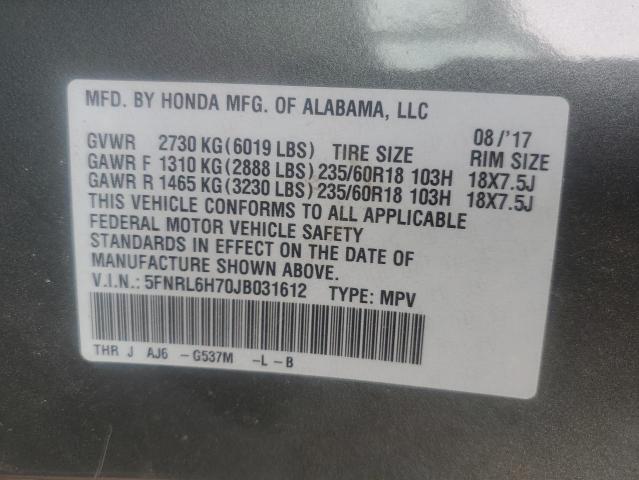 MFD. BY HONDA MFG. OF ALABAMA, LLC 08/'17
GVWR 2730 KG(6019 LBS) TIRE SIZE RIM SIZE
GAWR F 1310 KG(2888 LBS) 235/60R18 103H 18X7.5J
GAWR R 1465 KG(3230 LBS) 235/60R18 103H 18X7.5J
THIS VEHICLE CONFORMS TO ALL APPLICABLE
FEDERAL MOTOR VEHICLE SAFETY
STANDARDS IN EFFECT ON THE DATE OF
MANUFACTURE SHOWN ABOVE.
V.I.N.: 5FNRL6H70JB031612 TYPE: MPV
THR J AJ6 -G537M -L-B